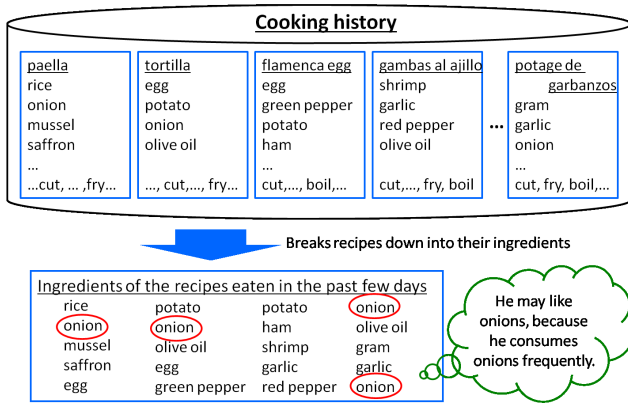 Cooking history
paella
rice
onion
mussel
saffron
...
...cut, ... ,fry...
tortilla
egg
potato
onion
olive oil
..., cut,..., fry...
flamenca egg
egg
green pepper
potato
ham
...
cut,..., boil,...
gambas al ajillo
shrimp
garlic
red pepper
olive oil
cut,..., fry, boil
...
potage de
garbanzos
gram
garlic
onion
...
cut, fry, boil,...
Breaks recipes down into their ingredients
Ingredients of the recipes eaten in the past few days
rice potato potato onion
onion onion ham olive oil
mussel olive oil shrimp gram
saffron egg garlic garlic
egg green pepper red pepper onion
He may like
onions, because
he consumes
onions frequently.